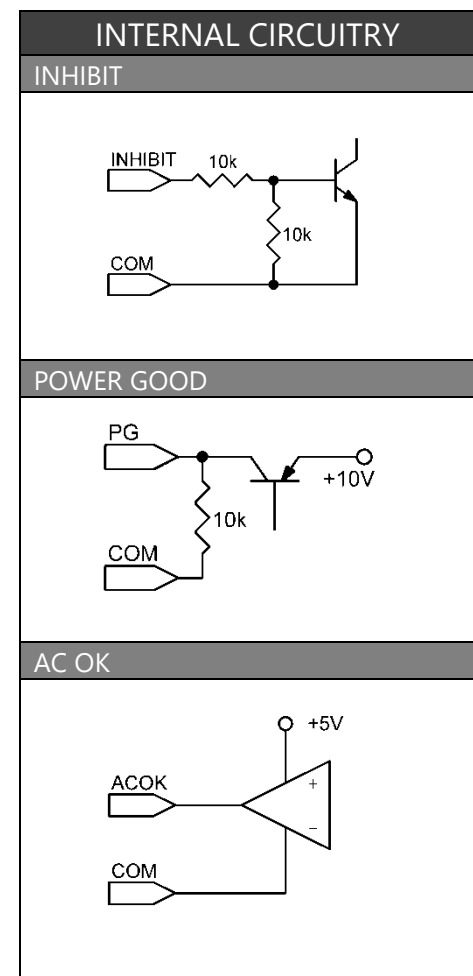 INTERNAL CIRCUITRY
INHIBIT
INHIBIT 10k
10k
COM
POWER GOOD
PG
+10V
10k
COM
AC OK
+5V
ACOK
+
−
COM